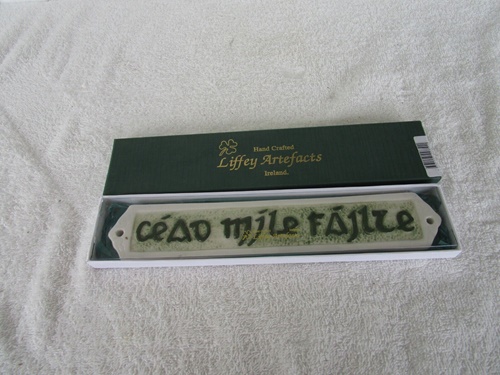 Hand Crafted
Liffey Artefacts
Ireland.
céad míle fáilte